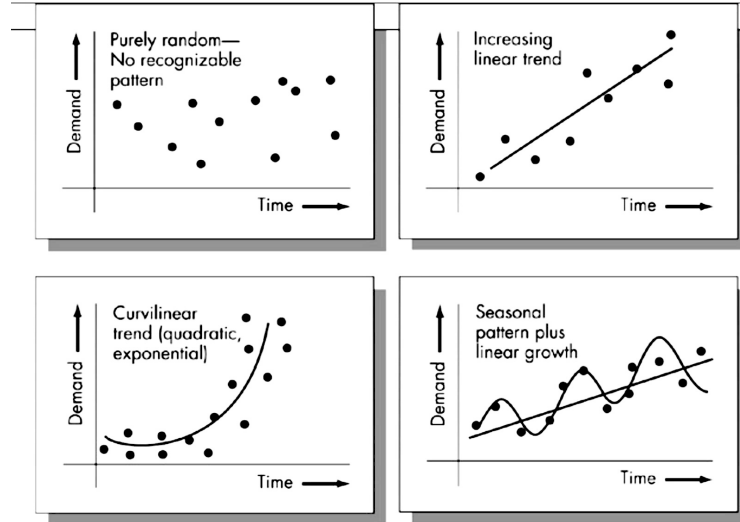 Purely random—
No recognizable
pattern
Demand
Time
Increasing
linear trend
Demand
Time
Curvilinear
trend (quadratic,
exponential)
Demand
Time
Seasonal
pattern plus
linear growth
Demand
Time